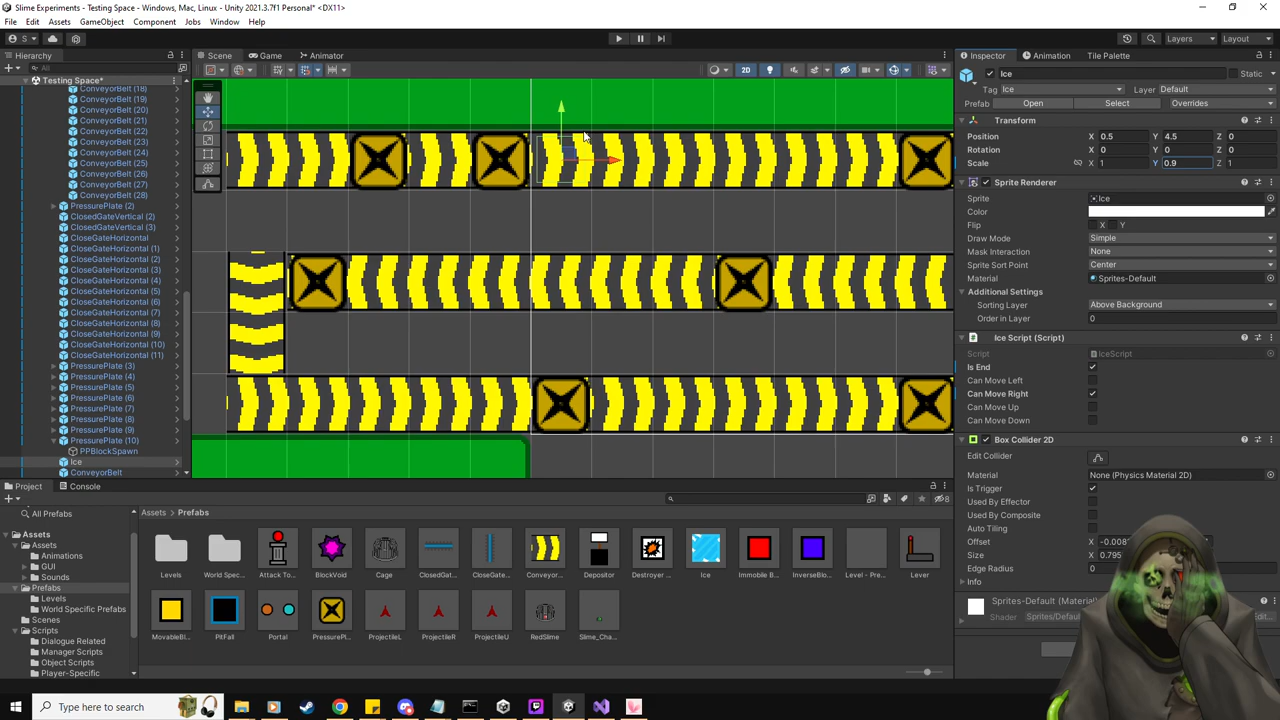 Slime Experiments - Testing Space - Windows, Mac, Linux - Unity 2021.3.7f1 Personal* <DX11>
File Edit Assets GameObject Component Jobs Window Help
S Layers Layout
Hierarchy Scene Game Animator Inspector Animation Tile Palette
All
2D
Testing Space*
ConveyorBelt (18)
ConveyorBelt (19)
ConveyorBelt (20)
ConveyorBelt (21)
ConveyorBelt (22)
ConveyorBelt (23)
ConveyorBelt (24)
ConveyorBelt (25)
ConveyorBelt (26)
ConveyorBelt (27)
ConveyorBelt (28)
PressurePlate (2)
ClosedGateVertical (2)
ClosedGateVertical (3)
CloseGateHorizontal
CloseGateHorizontal (1)
CloseGateHorizontal (2)
CloseGateHorizontal (3)
CloseGateHorizontal (4)
CloseGateHorizontal (5)
CloseGateHorizontal (6)
CloseGateHorizontal (7)
CloseGateHorizontal (8)
CloseGateHorizontal (9)
CloseGateHorizontal (10)
CloseGateHorizontal (11)
PressurePlate (3)
PressurePlate (4)
PressurePlate (5)
PressurePlate (6)
PressurePlate (7)
PressurePlate (8)
PressurePlate (9)
PressurePlate (10)
PPBlockSpawn
Ice
ConveyorBelt
Ice Static
Tag Ice Layer Default
Prefab Open Select Overrides
Transform
Position X 0.5 Y 4.5 Z 0
Rotation X 0 Y 0 Z 0
Scale X 1 Y 0.9 Z 1
Sprite Renderer
Sprite Ice
Color
Flip X Y
Draw Mode Simple
Mask Interaction None
Sprite Sort Point Center
Material Sprites-Default
Additional Settings
Sorting Layer Above Background
Order in Layer 0
Ice Script (Script)
Script IceScript
Is End
Can Move Left
Can Move Right
Can Move Up
Can Move Down
Box Collider 2D
Edit Collider
Material None (Physics Material 2D)
Is Trigger
Used By Effector
Used By Composite
Auto Tiling
Offset X
Size X 0.795
Edge Radius 0
Info
Sprites-Default (Material)
Shader
Edit...
Project Console
8
All Prefabs
Assets
Assets
Animations
GUI
Sounds
Prefabs
Levels
World Specific Prefabs
Scenes
Scripts
Dialogue Related
Manager Scripts
Object Scripts
Player-Specific
Assets > Prefabs
Levels World Spec... Attack To... BlockVoid Cage ClosedGat... CloseGate... Conveyor... Depositor Destroyer ... Ice Immobile B... InverseBlo... Level - Pre... Lever
MovableBl... PitFall Portal PressurePl... ProjectileL ProjectileR ProjectileU RedSlime Slime_Cha...
Type here to search